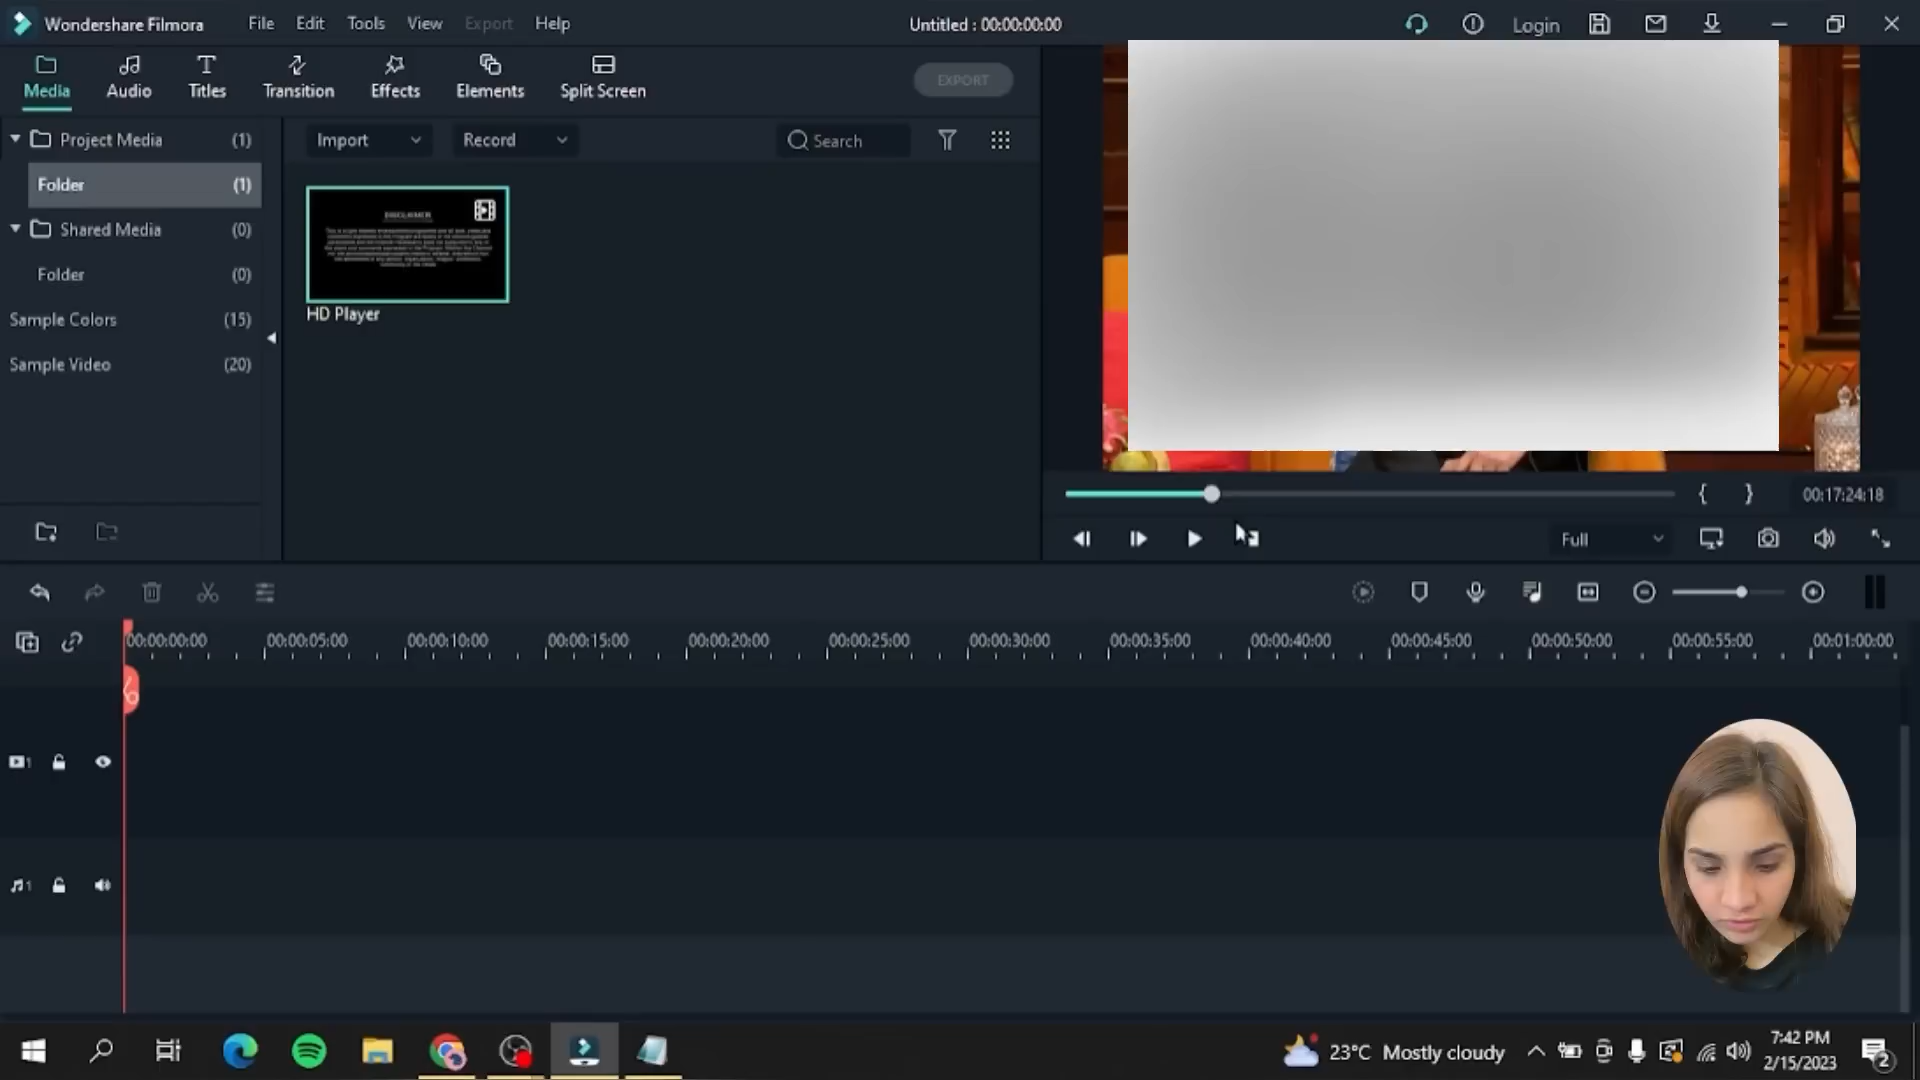 Wondershare Filmora File Edit Tools View Export Help Untitled : 00:00:00:00 Login
Media Audio Titles Transition Effects Elements Split Screen EXPORT
Project Media (1) Import Record Search
Folder (1)
Shared Media (0)
Folder (0)
Sample Colors (15)
Sample Video (20)
DISCLAIMER
HD Player
{ } 00:17:24:18
Full
00:00:00:00 00:00:05:00 00:00:10:00 00:00:15:00 00:00:20:00 00:00:25:00 00:00:30:00 00:00:35:00 00:00:40:00 00:00:45:00 00:00:50:00 00:00:55:00 00:01:00:00
1
1
23°C Mostly cloudy 7:42 PM
2/15/2023 2